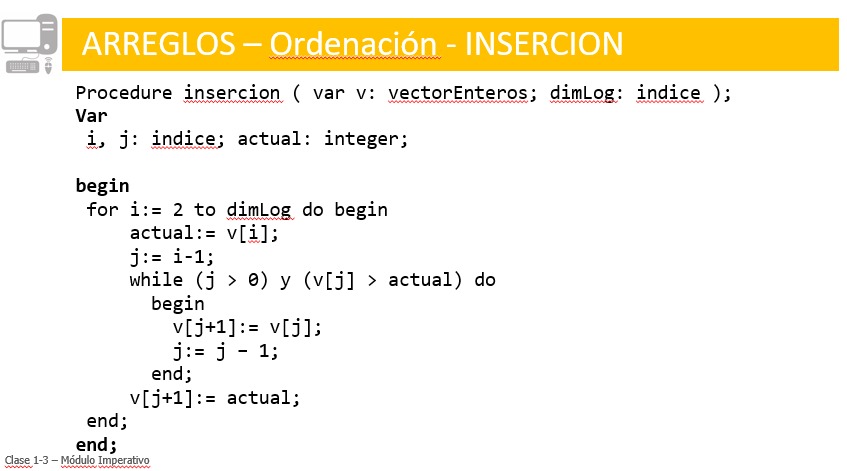 ARREGLOS – Ordenación - INSERCION
Procedure insercion ( var v: vectorEnteros; dimLog: indice );
Var
i, j: indice; actual: integer;
begin
for i:= 2 to dimLog do begin
actual:= v[i];
j:= i-1;
while (j > 0) y (v[j] > actual) do
begin
v[j+1]:= v[j];
j:= j – 1;
end;
v[j+1]:= actual;
end;
end;
Clase 1-3 – Módulo Imperativo